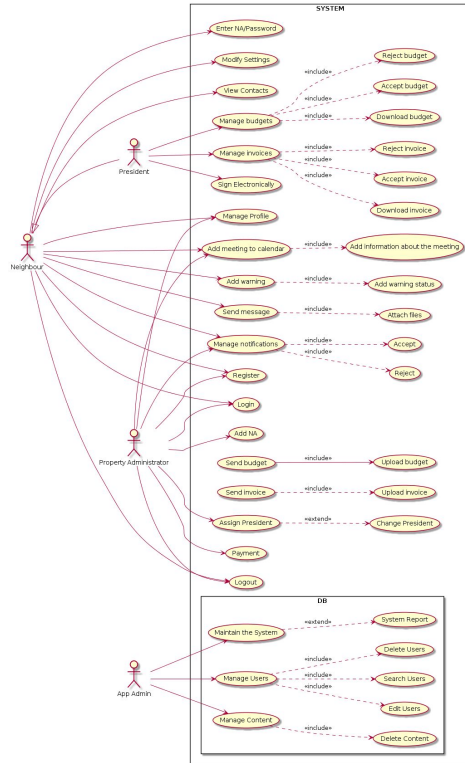 SYSTEM
Enter NA/Password
Modify Settings
View Contacts
Manage budgets
«include»
Reject budget
«include»
Accept budget
«include»
Download budget
President
Manage invoices
«include»
Reject invoice
«include»
Accept invoice
«include»
Download invoice
Sign Electronically
Neighbour
Manage Profile
Add meeting to calendar
«include»
Add information about the meeting
Add warning
«include»
Add warning status
Send message
«include»
Attach files
Manage notifications
«include»
Accept
«include»
Reject
Register
Login
Property Administrator
Add NA
Send budget
«include»
Upload budget
Send invoice
«include»
Upload invoice
Assign President
«extend»
Change President
Payment
Logout
DB
Maintain the System
«extend»
System Report
App Admin
Manage Users
«include»
Delete Users
«include»
Search Users
«include»
Edit Users
Manage Content
«include»
Delete Content